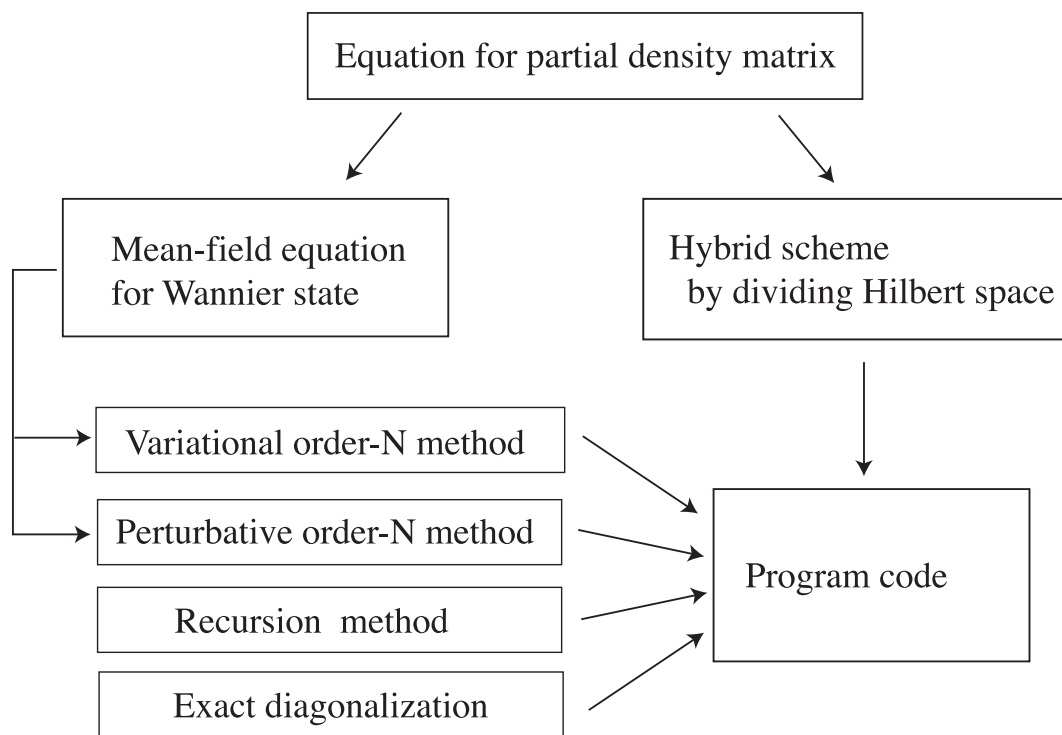 Equation for partial density matrix
Mean-field equation
for Wannier state
Hybrid scheme
by dividing Hilbert space
Variational order-N method
Perturbative order-N method
Recursion method
Exact diagonalization
Program code